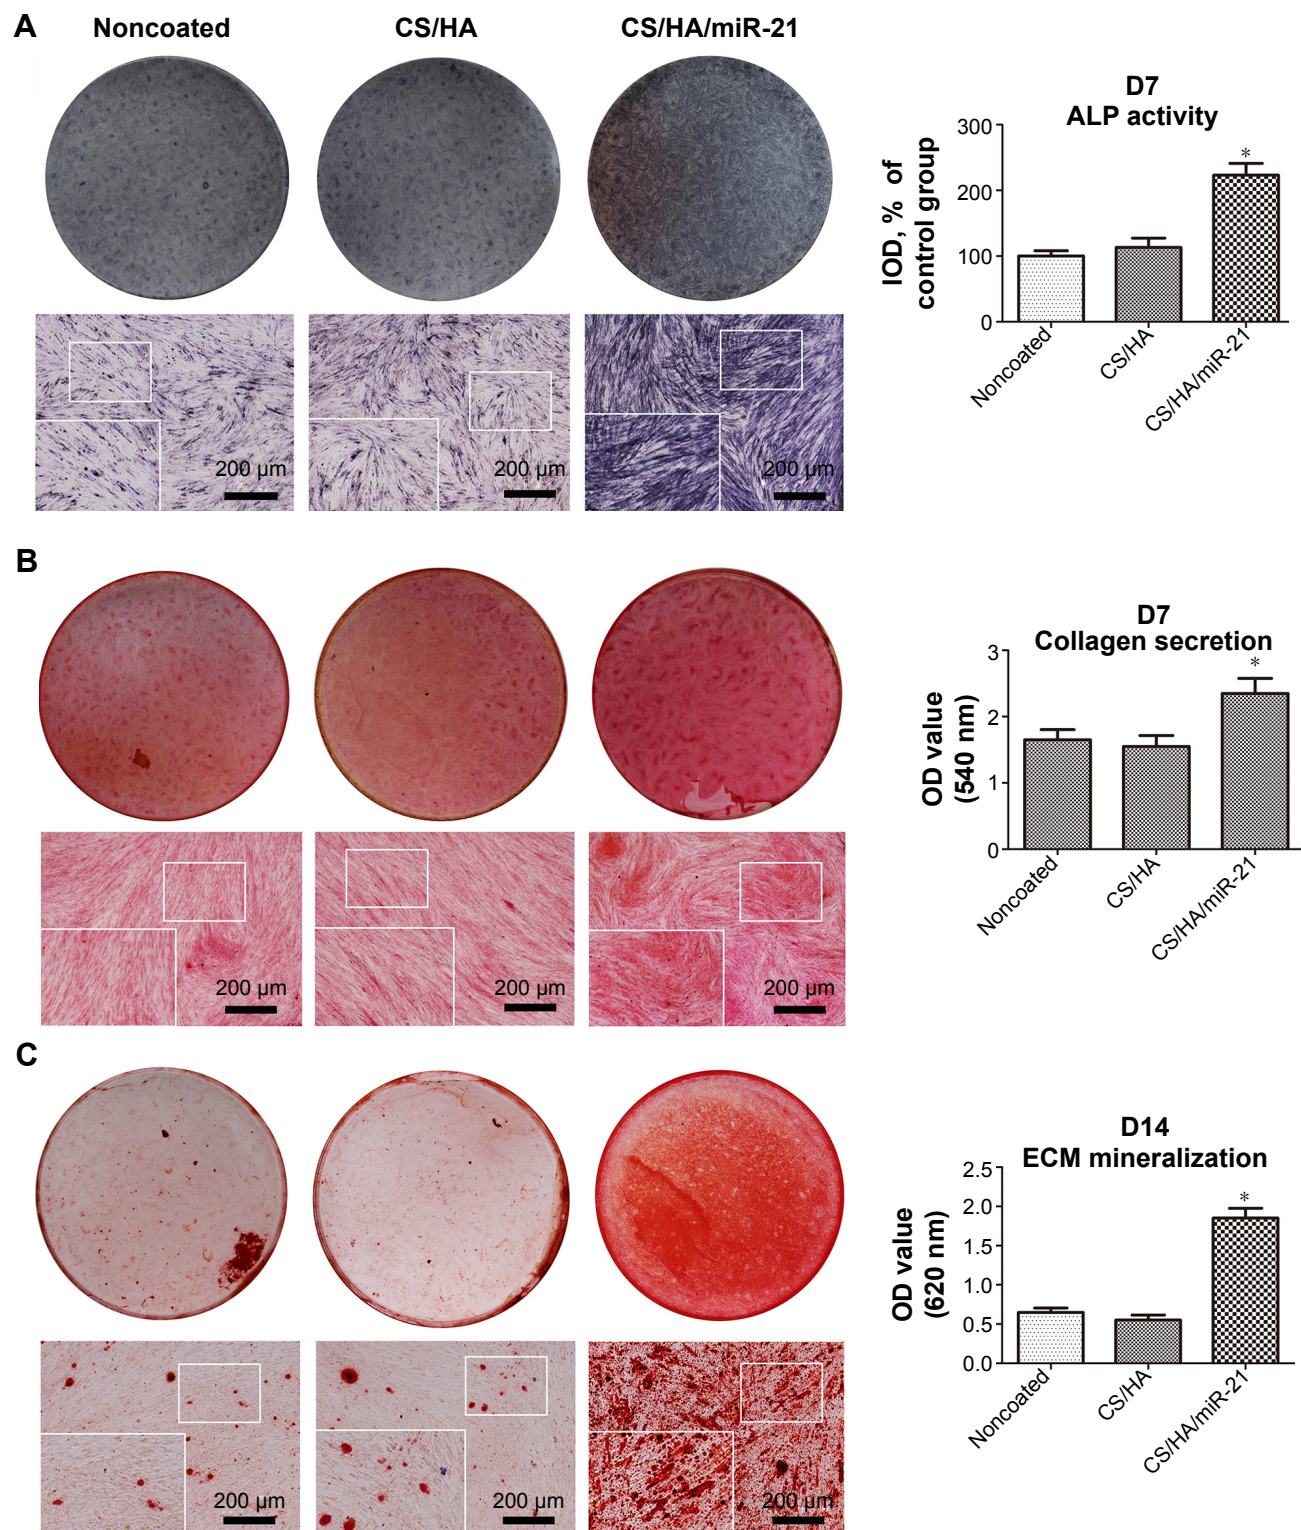 A
Noncoated
CS/HA
CS/HA/miR-21
200 µm
200 µm
200 µm
D7
ALP activity
IOD, % of
control group
300
200
100
0
*
Noncoated
CS/HA
CS/HA/miR-21
B
200 µm
200 µm
200 µm
D7
Collagen secretion
OD value
(540 nm)
3
2
1
0
*
Noncoated
CS/HA
CS/HA/miR-21
C
200 µm
200 µm
200 µm
D14
ECM mineralization
OD value
(620 nm)
2.5
2.0
1.5
1.0
0.5
0.0
*
Noncoated
CS/HA
CS/HA/miR-21